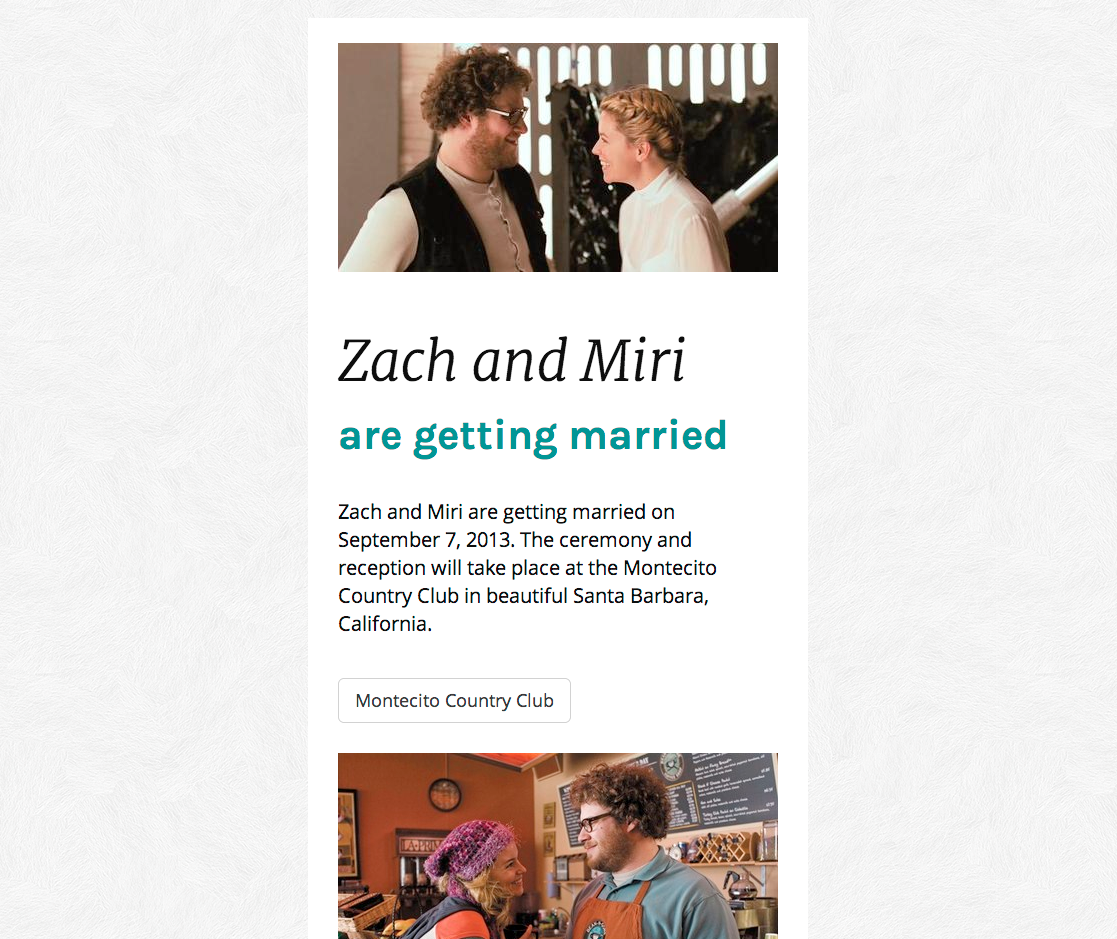 Zach and Miri
are getting married
Zach and Miri are getting married on
September 7, 2013. The ceremony and
reception will take place at the Montecito
Country Club in beautiful Santa Barbara,
California.
Montecito Country Club